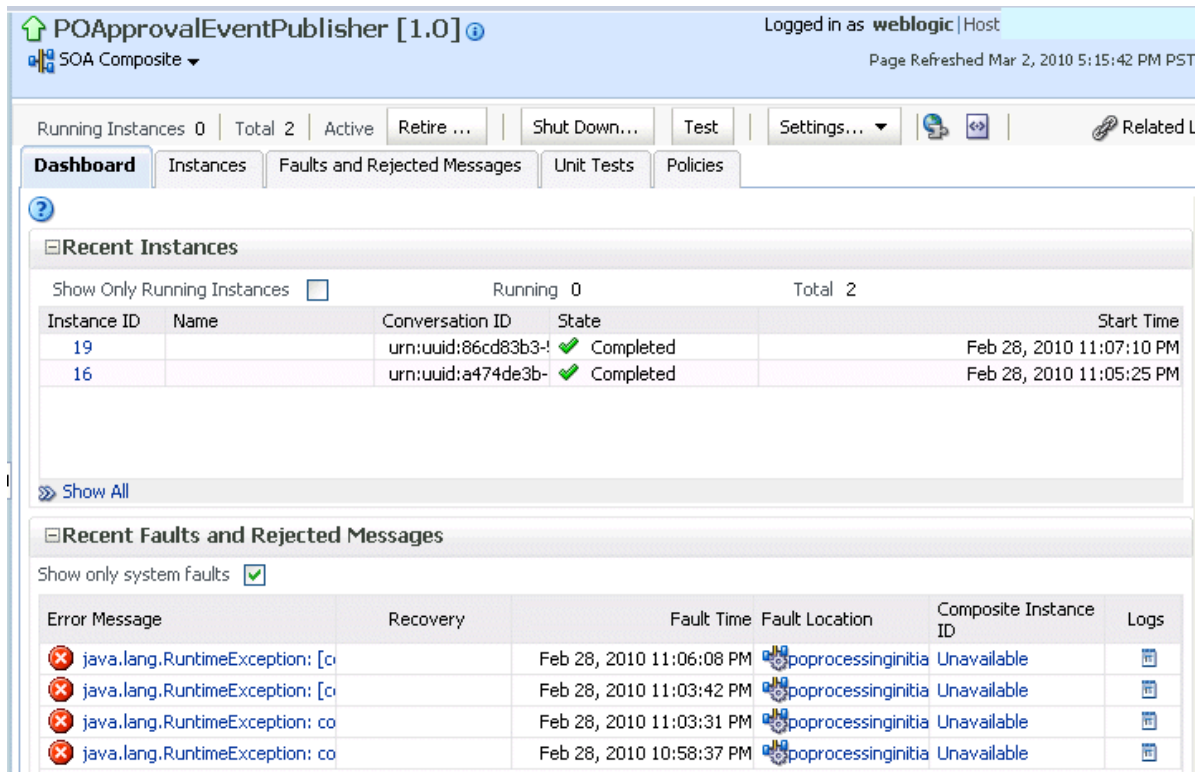 POApprovalEventPublisher [1.0]
Logged in as weblogic|Host
SOA Composite
Page Refreshed Mar 2, 2010 5:15:42 PM PST
Running Instances 0 | Total 2 | Active Retire ... | Shut Down... Test | Settings... | Related L
Dashboard Instances Faults and Rejected Messages Unit Tests Policies
Recent Instances
Show Only Running Instances Running 0 Total 2
Instance ID Name Conversation ID State Start Time
19 urn:uuid:86cd83b3- Completed Feb 28, 2010 11:07:10 PM
16 urn:uuid:a474de3b- Completed Feb 28, 2010 11:05:25 PM
Show All
Recent Faults and Rejected Messages
Show only system faults
Error Message Recovery Fault Time Fault Location Composite Instance ID Logs
java.lang.RuntimeException: [c Feb 28, 2010 11:06:08 PM poprocessinginitia Unavailable
java.lang.RuntimeException: [c Feb 28, 2010 11:03:42 PM poprocessinginitia Unavailable
java.lang.RuntimeException: co Feb 28, 2010 11:03:31 PM poprocessinginitia Unavailable
java.lang.RuntimeException: co Feb 28, 2010 10:58:37 PM poprocessinginitia Unavailable